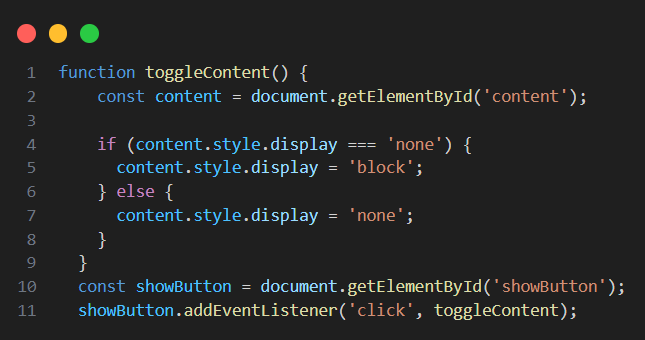 1 function toggleContent() {
2 const content = document.getElementById('content');
3
4 if (content.style.display === 'none') {
5 content.style.display = 'block';
6 } else {
7 content.style.display = 'none';
8 }
9 }
10 const showButton = document.getElementById('showButton');
11 showButton.addEventListener('click', toggleContent);